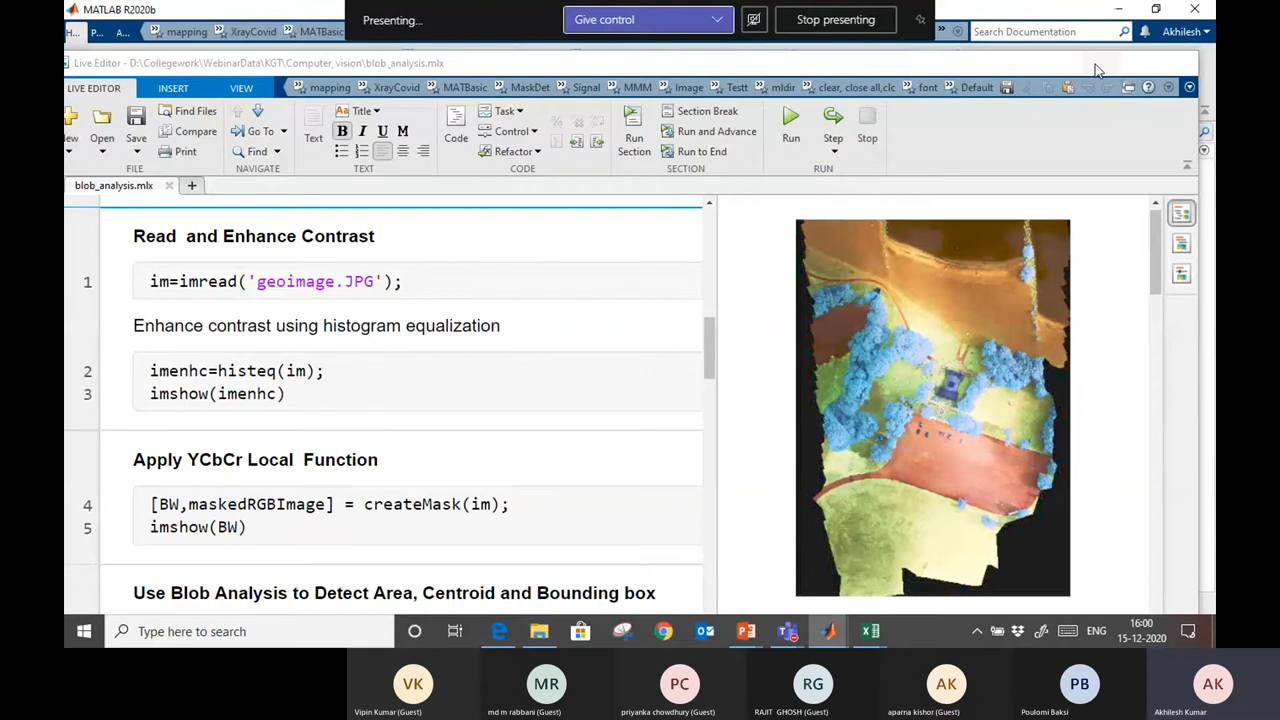 MATLAB R2020b
Presenting...
Give control
Stop presenting
H...
P...
A...
mapping
XrayCovid
MATBasic
Search Documentation
Akhilesh
Live Editor - D:\Collegework\WebinarData\KGT\Computer_vision\blob_analysis.mlx
LIVE EDITOR
INSERT
VIEW
mapping
XrayCovid
MATBasic
MaskDet
Signal
MMM
Image
Testt
mldir
clear, close all,clc
font
Default
Open
Save
Find Files
Compare
Print
Go To
Find
Text
Title
B I U M
Code
Task
Control
Refactor
Run Section
Section Break
Run and Advance
Run to End
Run
Step
Stop
FILE
NAVIGATE
TEXT
CODE
SECTION
RUN
blob_analysis.mlx
Read and Enhance Contrast
1 im=imread('geoimage.JPG');
Enhance contrast using histogram equalization
2 imenhc=histeq(im);
3 imshow(imenhc)
Apply YCbCr Local Function
4 [BW,maskedRGBImage] = createMask(im);
5 imshow(BW)
Use Blob Analysis to Detect Area, Centroid and Bounding box
Type here to search
ENG
16:00
15-12-2020
VK
MR
PC
RG
AK
PB
AK
Vipin Kumar (Guest)
md m rabbani (Guest)
priyanka chowdhury (Guest)
RAJIT GHOSH (Guest)
aparna kishor (Guest)
Poulomi Baksi
Akhilesh Kumar